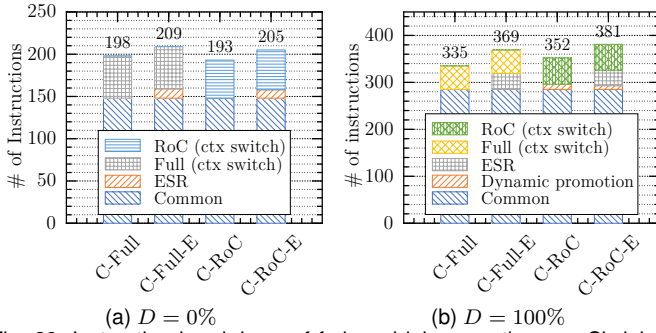 250
200
150
100
50
0
# of Instructions
198
209
193
205
RoC (ctx switch)
Full (ctx switch)
ESR
Common
C-Full
C-Full-E
C-RoC
C-RoC-E
(a) D = 0%
400
300
200
100
0
# of instructions
335
369
352
381
RoC (ctx switch)
Full (ctx switch)
ESR
Dynamic promotion
Common
C-Full
C-Full-E
C-RoC
C-RoC-E
(b) D = 100%